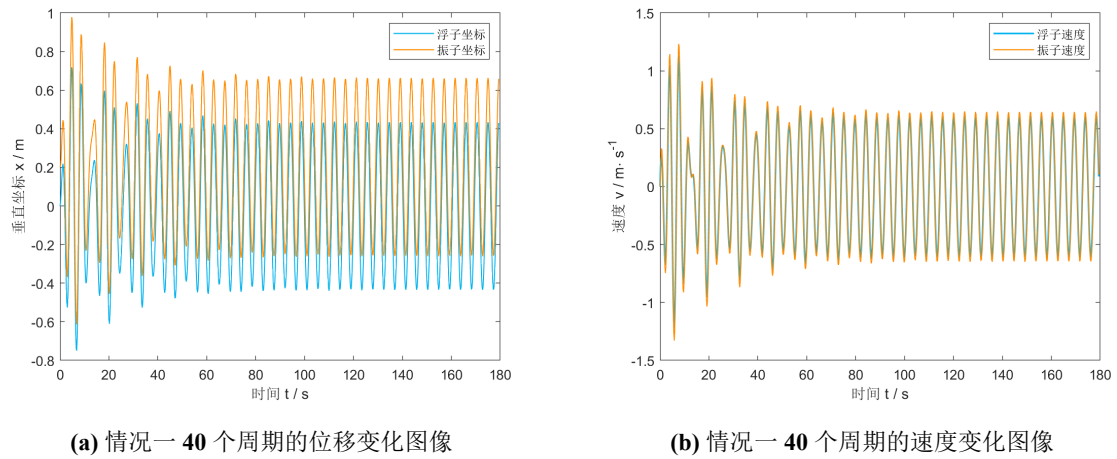 浮子坐标
振子坐标
1
0.8
0.6
0.4
0.2
0
-0.2
-0.4
-0.6
-0.8
垂直坐标 x / m
0 20 40 60 80 100 120 140 160 180
时间 t / s
(a) 情况一 40 个周期的位移变化图像
浮子速度
振子速度
1.5
1
0.5
0
-0.5
-1
-1.5
速度 v / m· s⁻¹
0 20 40 60 80 100 120 140 160 180
时间 t / s
(b) 情况一 40 个周期的速度变化图像